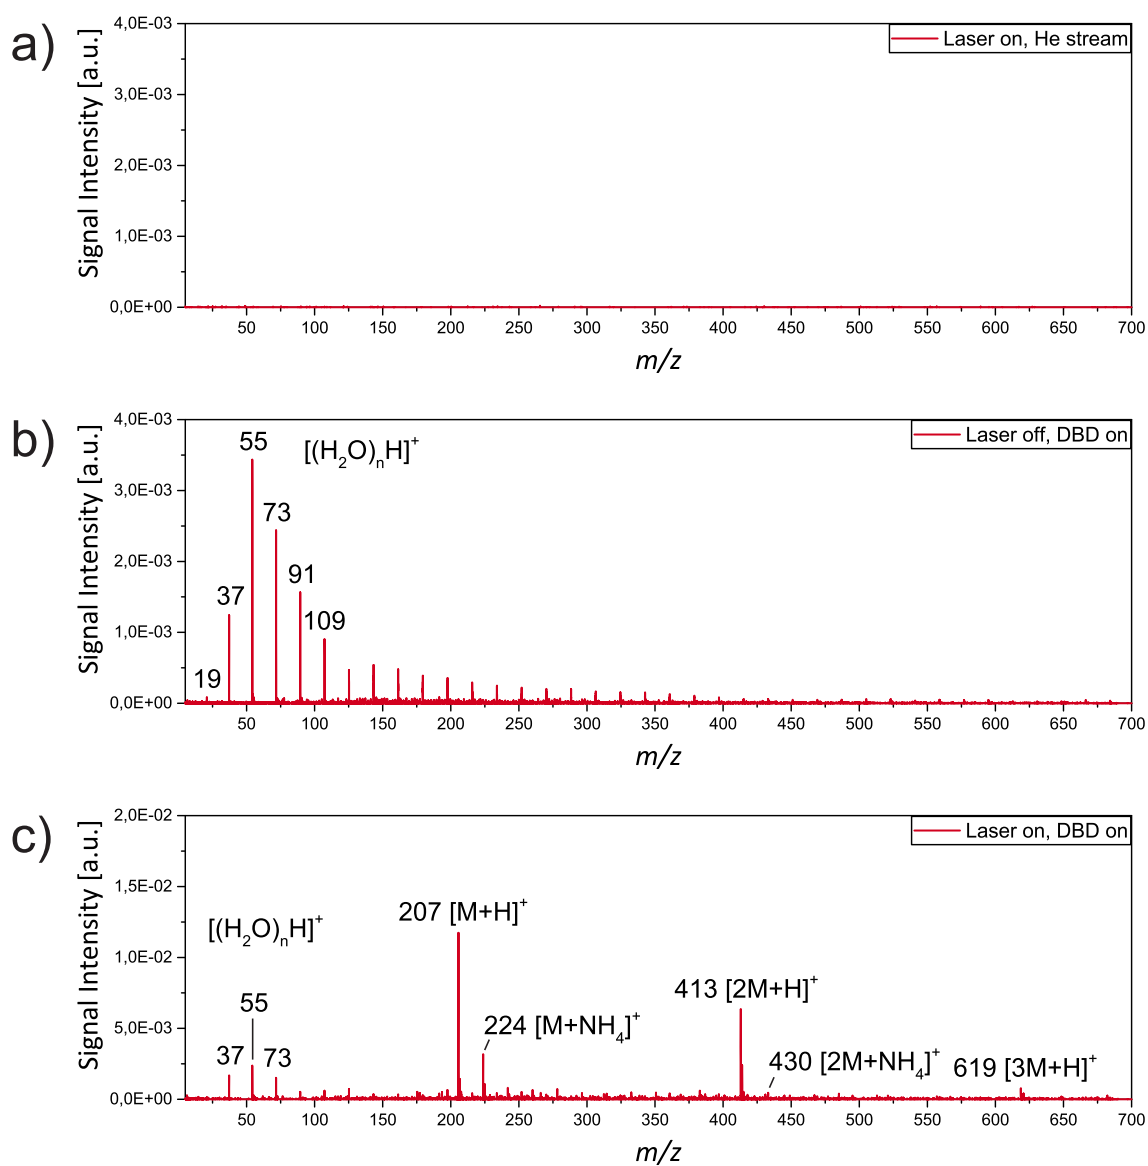 a)
Signal Intensity [a.u.]
4,0E-03
3,0E-03
2,0E-03
1,0E-03
0,0E+00
Laser on, He stream
50 100 150 200 250 300 350 400 450 500 550 600 650 700
m/z
b)
Signal Intensity [a.u.]
4,0E-03
3,0E-03
2,0E-03
1,0E-03
0,0E+00
Laser off, DBD on
[(H₂O)ₙH]⁺
19
37
55
73
91
109
50 100 150 200 250 300 350 400 450 500 550 600 650 700
m/z
c)
Signal Intensity [a.u.]
2,0E-02
1,5E-02
1,0E-02
5,0E-03
0,0E+00
Laser on, DBD on
[(H₂O)ₙH]⁺
37
55
73
207 [M+H]⁺
224 [M+NH₄]⁺
413 [2M+H]⁺
430 [2M+NH₄]⁺
619 [3M+H]⁺
50 100 150 200 250 300 350 400 450 500 550 600 650 700
m/z